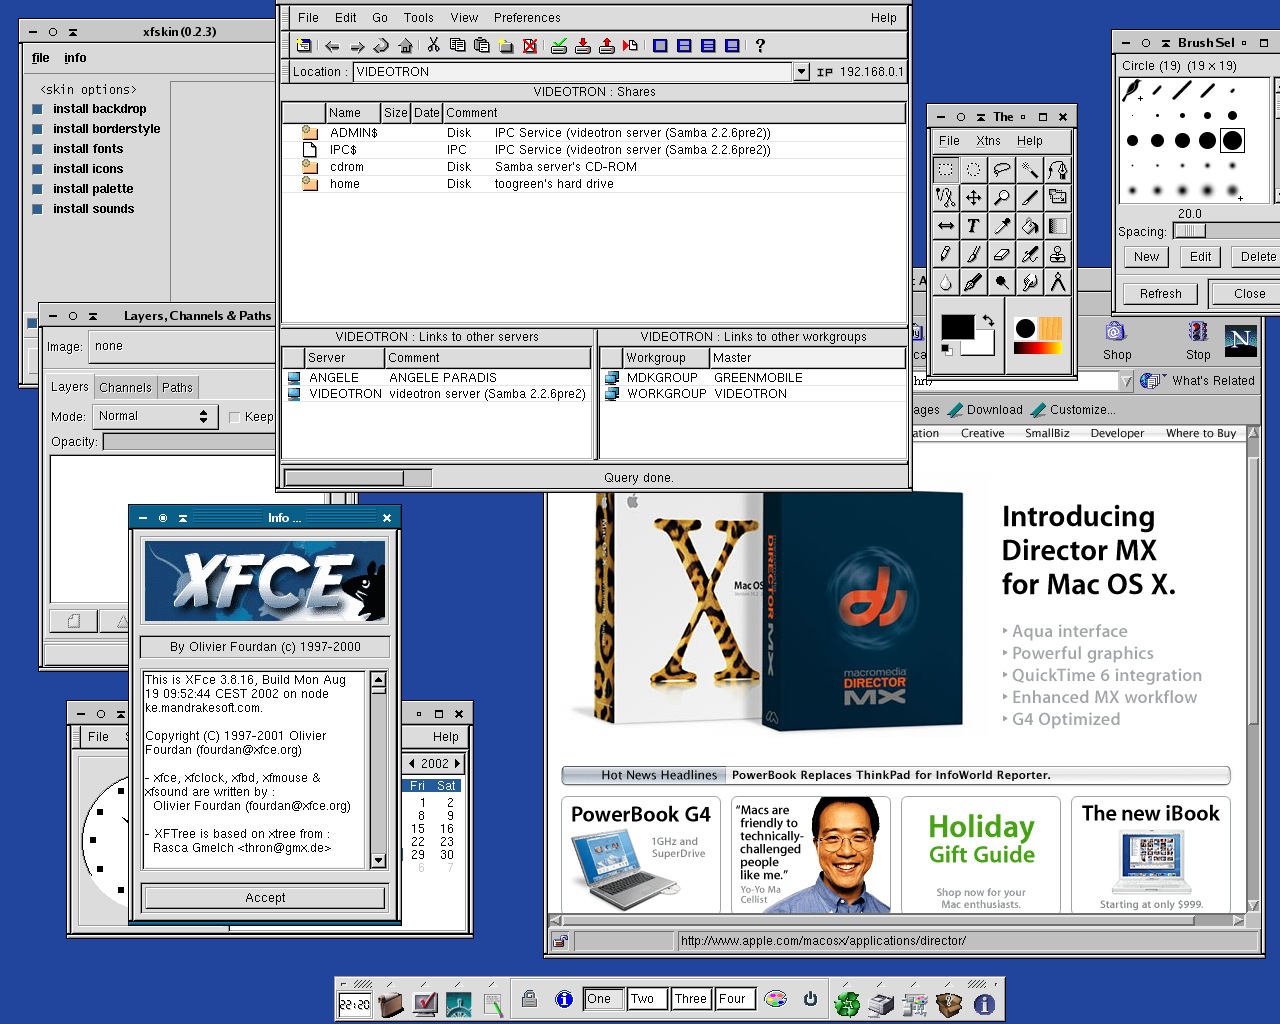 xfskin (0.2.3)
file info
<skin options>
install backdrop
install borderstyle
install fonts
install icons
install palette
install sounds
File Edit Go Tools View Preferences Help
Location : VIDEOTRON IP 192.168.0.1
VIDEOTRON : Shares
Name Size Date Comment
ADMIN$ Disk IPC Service (videotron server (Samba 2.2.6pre2))
IPC$ IPC IPC Service (videotron server (Samba 2.2.6pre2))
cdrom Disk Samba server's CD-ROM
home Disk toogreen's hard drive
VIDEOTRON : Links to other servers
Server Comment
ANGELE ANGELE PARADIS
VIDEOTRON videotron server (Samba 2.2.6pre2)
VIDEOTRON : Links to other workgroups
Workgroup Master
MDKGROUP GREENMOBILE
WORKGROUP VIDEOTRON
Query done.
The
File Xtns Help
Brush Sel
Circle (19) (19 × 19)
20.0
Spacing:
New Edit Delete
Refresh Close
Layers, Channels & Paths
Image: none
Layers Channels Paths
Mode: Normal Keep
Opacity:
Shop Stop N
What's Related
ages Download Customize...
ation Creative SmallBiz Developer Where to Buy
X
Mac OS
DIRECTOR MX
macromedia
DIRECTOR
MX
Introducing
Director MX
for Mac OS X.
‣ Aqua interface
‣ Powerful graphics
‣ QuickTime 6 integration
‣ Enhanced MX workflow
‣ G4 Optimized
Hot News Headlines PowerBook Replaces ThinkPad for InfoWorld Reporter.
PowerBook G4
1GHz and
SuperDrive
“Macs are
friendly to
technically-
challenged
people
like me.”
Yo-Yo Ma
Cellist
Holiday
Gift Guide
Shop now for your
Mac enthusiasts.
The new iBook
Starting at only $999.
http://www.apple.com/macosx/applications/director/
Info ...
XFCE
By Olivier Fourdan (c) 1997-2000
This is XFce 3.8.16, Build Mon Aug
19 09:52:44 CEST 2002 on node
ke.mandrakesoft.com.
Copyright (C) 1997-2001 Olivier
Fourdan (fourdan@xfce.org)
- xfce, xfclock, xfbd, xfmouse &
xfsound are written by :
Olivier Fourdan (fourdan@xfce.org)
- XFTree is based on xtree from :
Rasca Gmelch <thron@gmx.de>
Accept
File Help
2002
Fri Sat
1 2
8 9
15 16
22 23
29 30
6 7
22:20 One Two Three Four